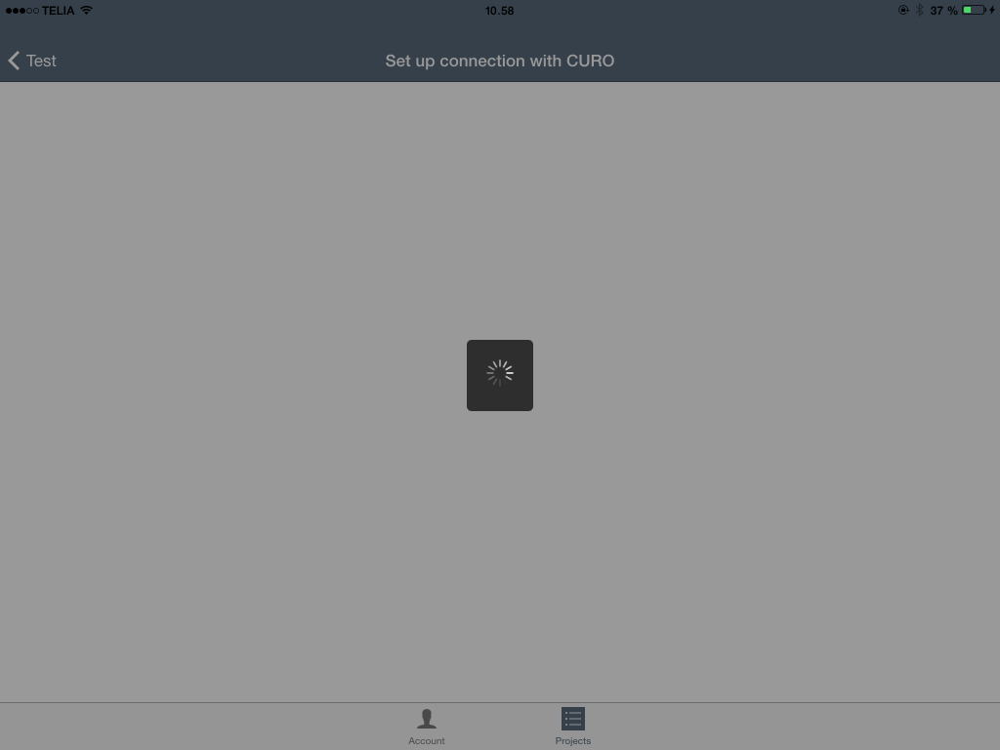 TELIA
10.58
37 %
Test
Set up connection with CURO
Account
Projects